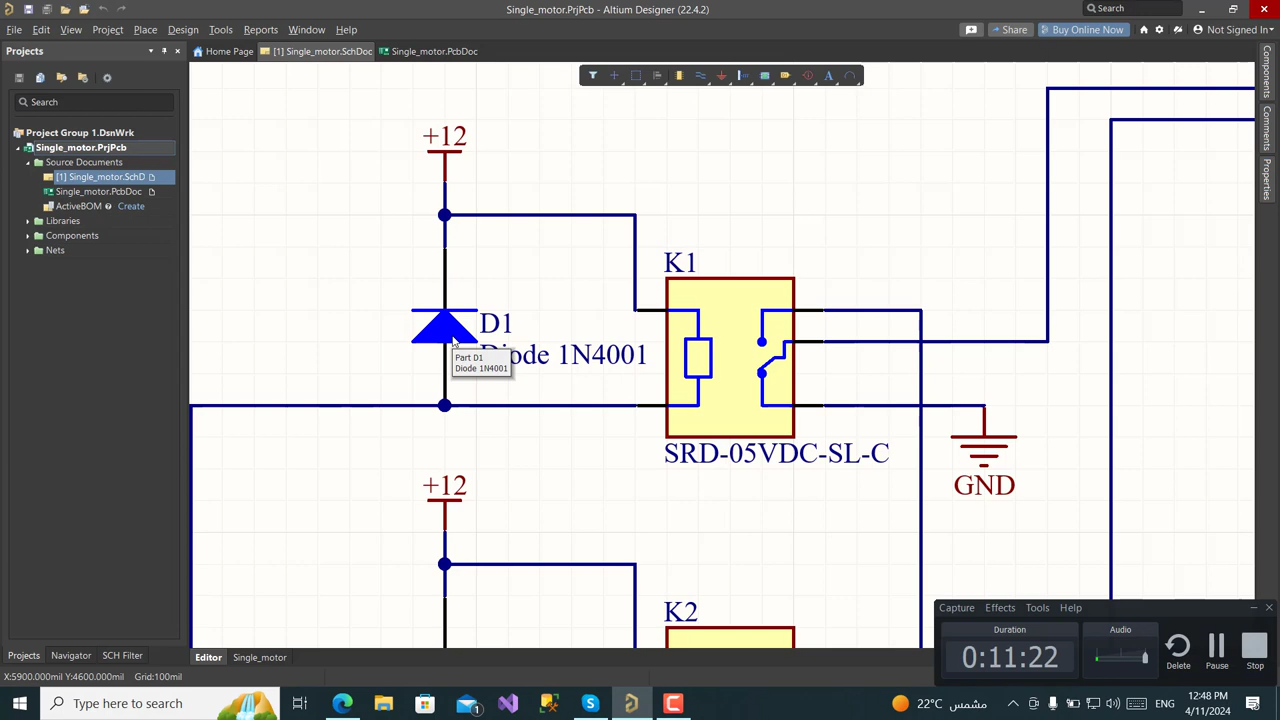 Single_motor.PrjPcb - Altium Designer (22.4.2)
Search
File Edit View Project Place Design Tools Reports Window Help
Share Buy Online Now Not Signed In
Projects
Home Page [1] Single_motor.SchDoc Single_motor.PcbDoc
Components
Comments
Properties
Search
Project Group 1.DsnWrk
Single_motor.PrjPcb
Source Documents
[1] Single_motor.SchD
Single_motor.PcbDoc
ActiveBOM Create
Libraries
Components
Nets
+12
K1
D1
Diode 1N4001
Part D1
Diode 1N4001
SRD-05VDC-SL-C
GND
+12
K2
Capture Effects Tools Help
Duration
Audio
0:11:22
Delete Pause Stop
Projects Navigator SCH Filter
Editor Single_motor
X:5900.000mil Y:4600.000mil Grid:100mil
Type here to search
22°C مشمس
ENG
12:48 PM
4/11/2024